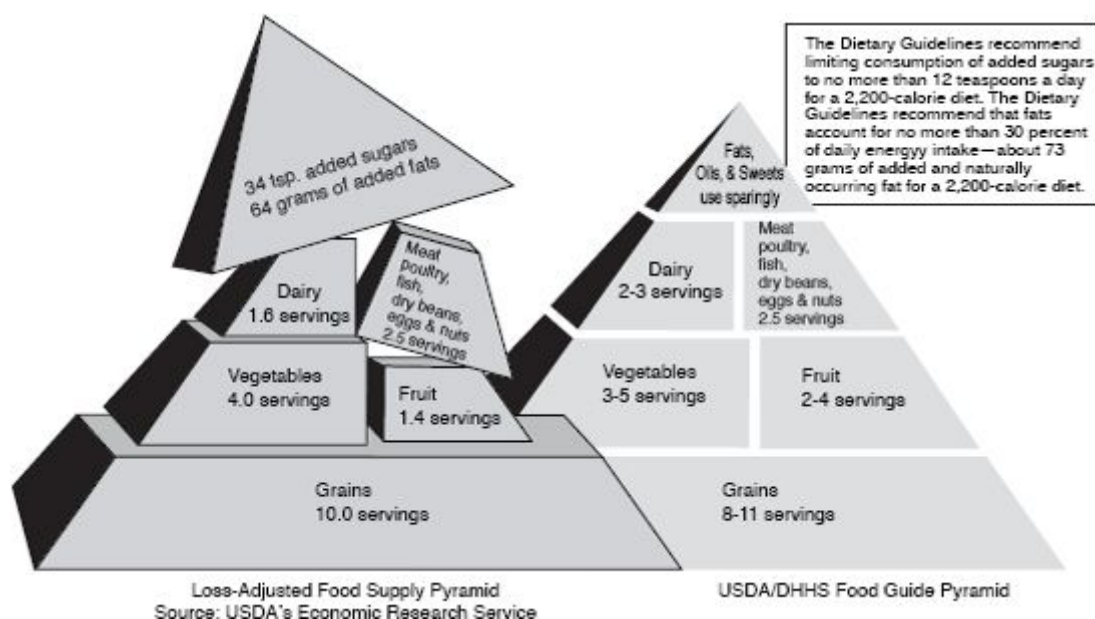 The Dietary Guidelines recommend
limiting consumption of added sugars
to no more than 12 teaspoons a day
for a 2,200-calorie diet. The Dietary
Guidelines recommend that fats
account for no more than 30 percent
of daily energyy intake—about 73
grams of added and naturally
occurring fat for a 2,200-calorie diet.
34 tsp. added sugars
64 grams of added fats
Dairy
1.6 servings
Meat
poultry,
fish,
dry beans,
eggs & nuts
2.5 servings
Vegetables
4.0 servings
Fruit
1.4 servings
Grains
10.0 servings
Loss-Adjusted Food Supply Pyramid
Source: USDA's Economic Research Service
Fats,
Oils, & Sweets
use sparingly
Dairy
2-3 servings
Meat
poultry,
fish,
dry beans,
eggs & nuts
2.5 servings
Vegetables
3-5 servings
Fruit
2-4 servings
Grains
8-11 servings
USDA/DHHS Food Guide Pyramid